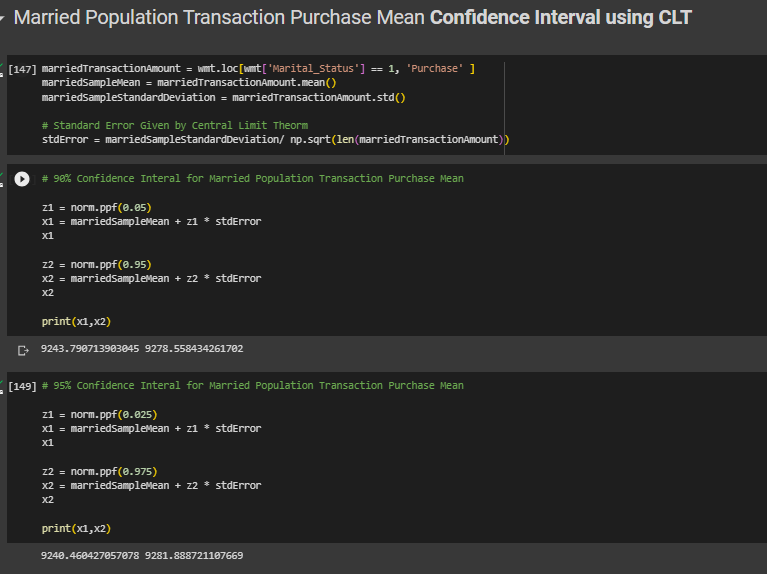 Married Population Transaction Purchase Mean Confidence Interval using CLT
[147] marriedTransactionAmount = wmt.loc[wmt['Marital_Status'] == 1, 'Purchase' ]
marriedSampleMean = marriedTransactionAmount.mean()
marriedSampleStandardDeviation = marriedTransactionAmount.std()
# Standard Error Given by Central Limit Theorm
stdError = marriedSampleStandardDeviation/ np.sqrt(len(marriedTransactionAmount))
# 90% Confidence Interal for Married Population Transaction Purchase Mean
z1 = norm.ppf(0.05)
x1 = marriedSampleMean + z1 * stdError
x1
z2 = norm.ppf(0.95)
x2 = marriedSampleMean + z2 * stdError
x2
print(x1,x2)
9243.790713903045 9278.558434261702
[149] # 95% Confidence Interal for Married Population Transaction Purchase Mean
z1 = norm.ppf(0.025)
x1 = marriedSampleMean + z1 * stdError
x1
z2 = norm.ppf(0.975)
x2 = marriedSampleMean + z2 * stdError
x2
print(x1,x2)
9240.460427057078 9281.888721107669